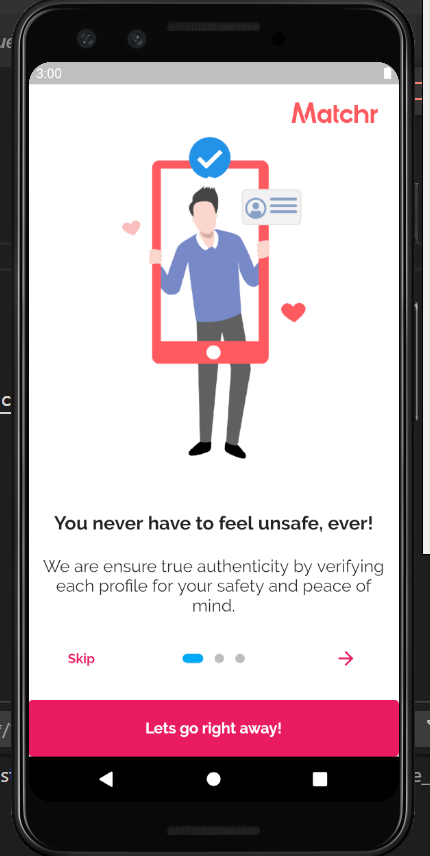 3:00
Matchr
You never have to feel unsafe, ever!
We are ensure true authenticity by verifying
each profile for your safety and peace of
mind.
Skip
Lets go right away!